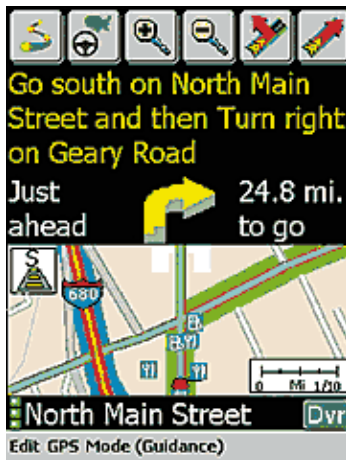 Go south on North Main
Street and then Turn right
on Geary Road
Just
ahead
24.8 mi.
to go
S
680
0 Mi 1/10
North Main Street
Dvr
Edit GPS Mode (Guidance)